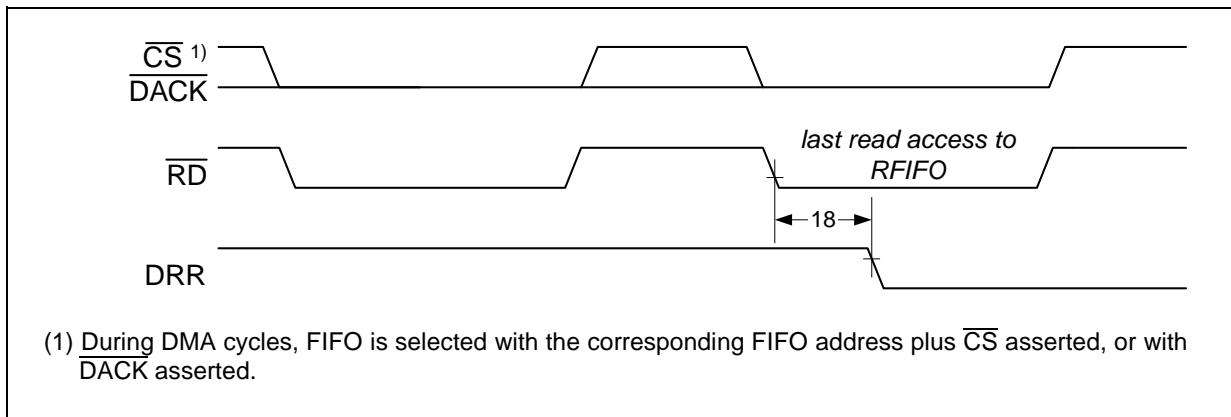 CS 1)
DACK
RD
last read access to
RFIFO
18
DRR
(1) During DMA cycles, FIFO is selected with the corresponding FIFO address plus CS asserted, or with
DACK asserted.